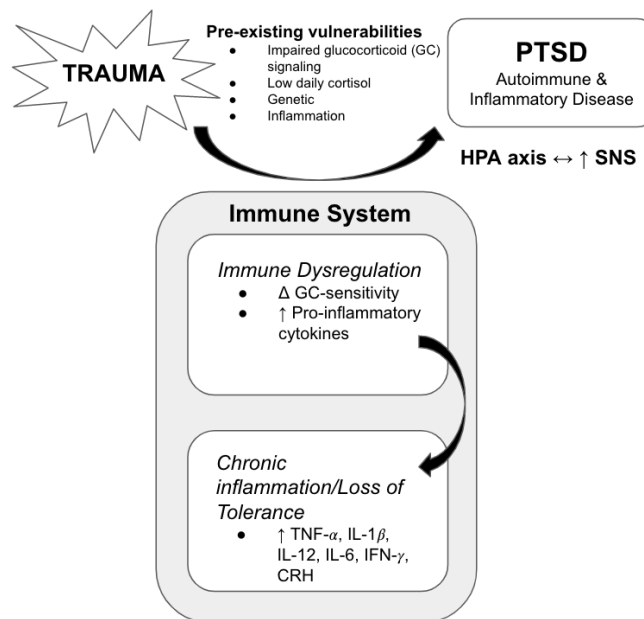 TRAUMA
Pre-existing vulnerabilities
● Impaired glucocorticoid (GC)
signaling
● Low daily cortisol
● Genetic
● Inflammation
PTSD
Autoimmune &
Inflammatory Disease
HPA axis ↔ ↑ SNS
Immune System
Immune Dysregulation
● Δ GC-sensitivity
● ↑ Pro-inflammatory
cytokines
Chronic
inflammation/Loss of
Tolerance
● ↑ TNF-α, IL-1β,
IL-12, IL-6, IFN-γ,
CRH